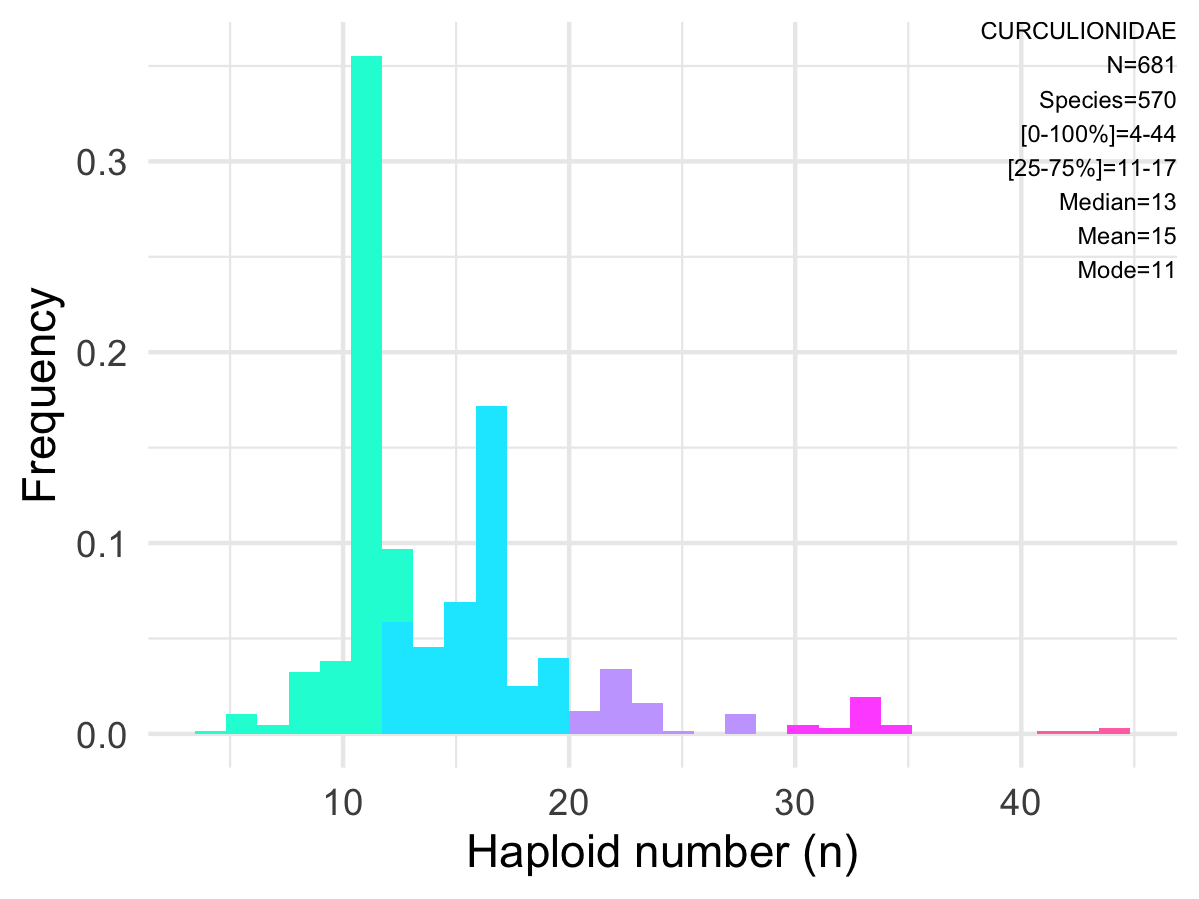 CURCULIONIDAE
N=681
Species=570
[0-100%]=4-44
[25-75%]=11-17
Median=13
Mean=15
Mode=11
Frequency
0.3
0.2
0.1
0.0
10 20 30 40
Haploid number (n)